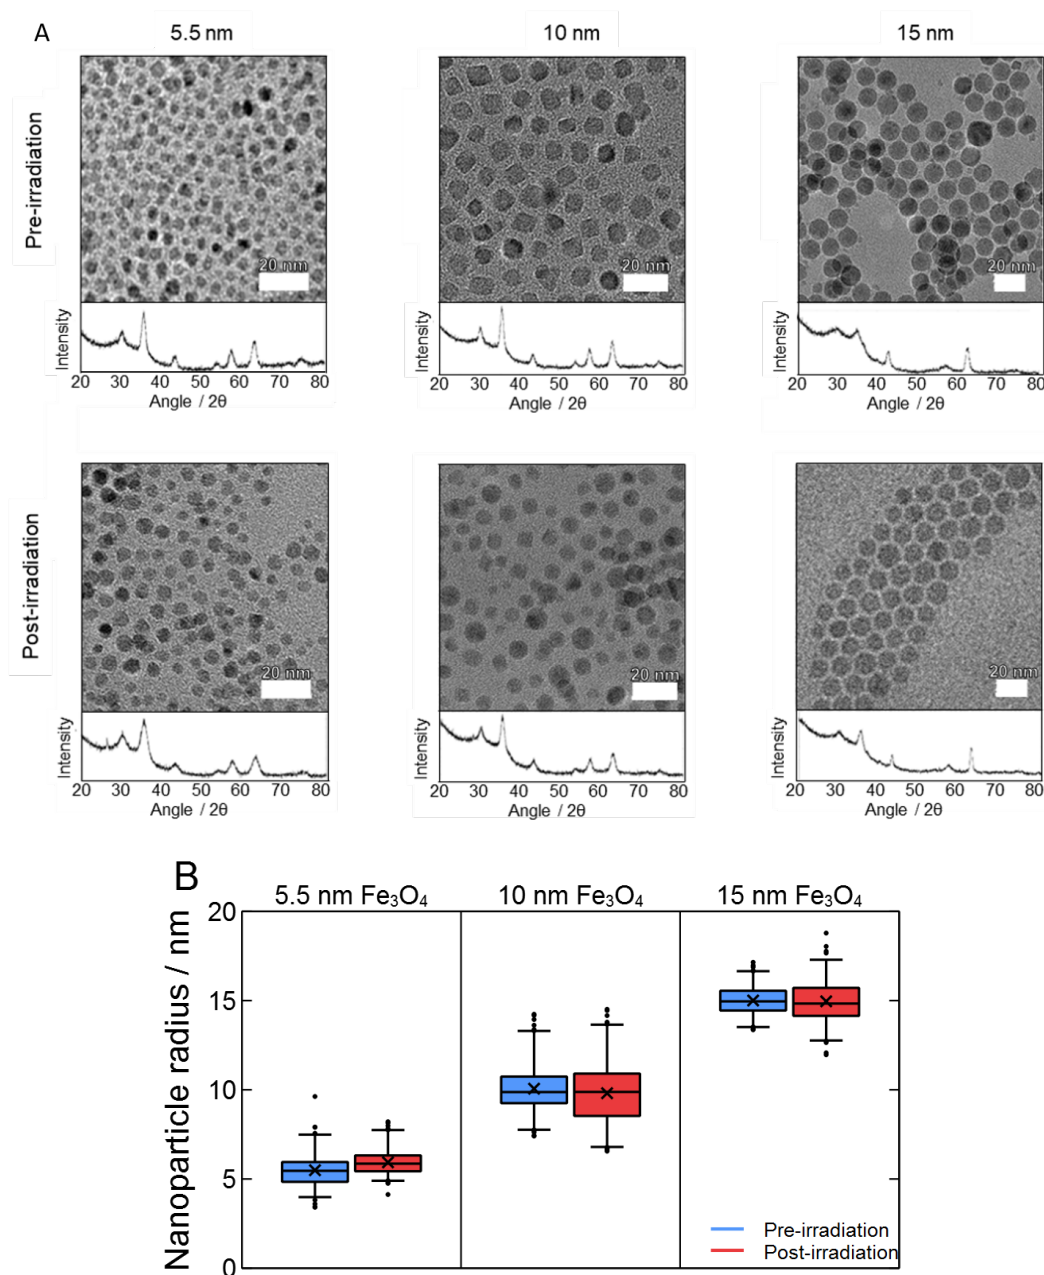 A
5.5 nm
10 nm
15 nm
Pre-irradiation
20 nm
20 nm
20 nm
Intensity
20 30 40 50 60 70 80
Angle / 2θ
Intensity
20 30 40 50 60 70 80
Angle / 2θ
Intensity
20 30 40 50 60 70 80
Angle / 2θ
Post-irradiation
20 nm
20 nm
20 nm
Intensity
20 30 40 50 60 70 80
Angle / 2θ
Intensity
20 30 40 50 60 70 80
Angle / 2θ
Intensity
20 30 40 50 60 70 80
Angle / 2θ
B
5.5 nm Fe₃O₄
10 nm Fe₃O₄
15 nm Fe₃O₄
Nanoparticle radius / nm
20
15
10
5
0
Pre-irradiation
Post-irradiation